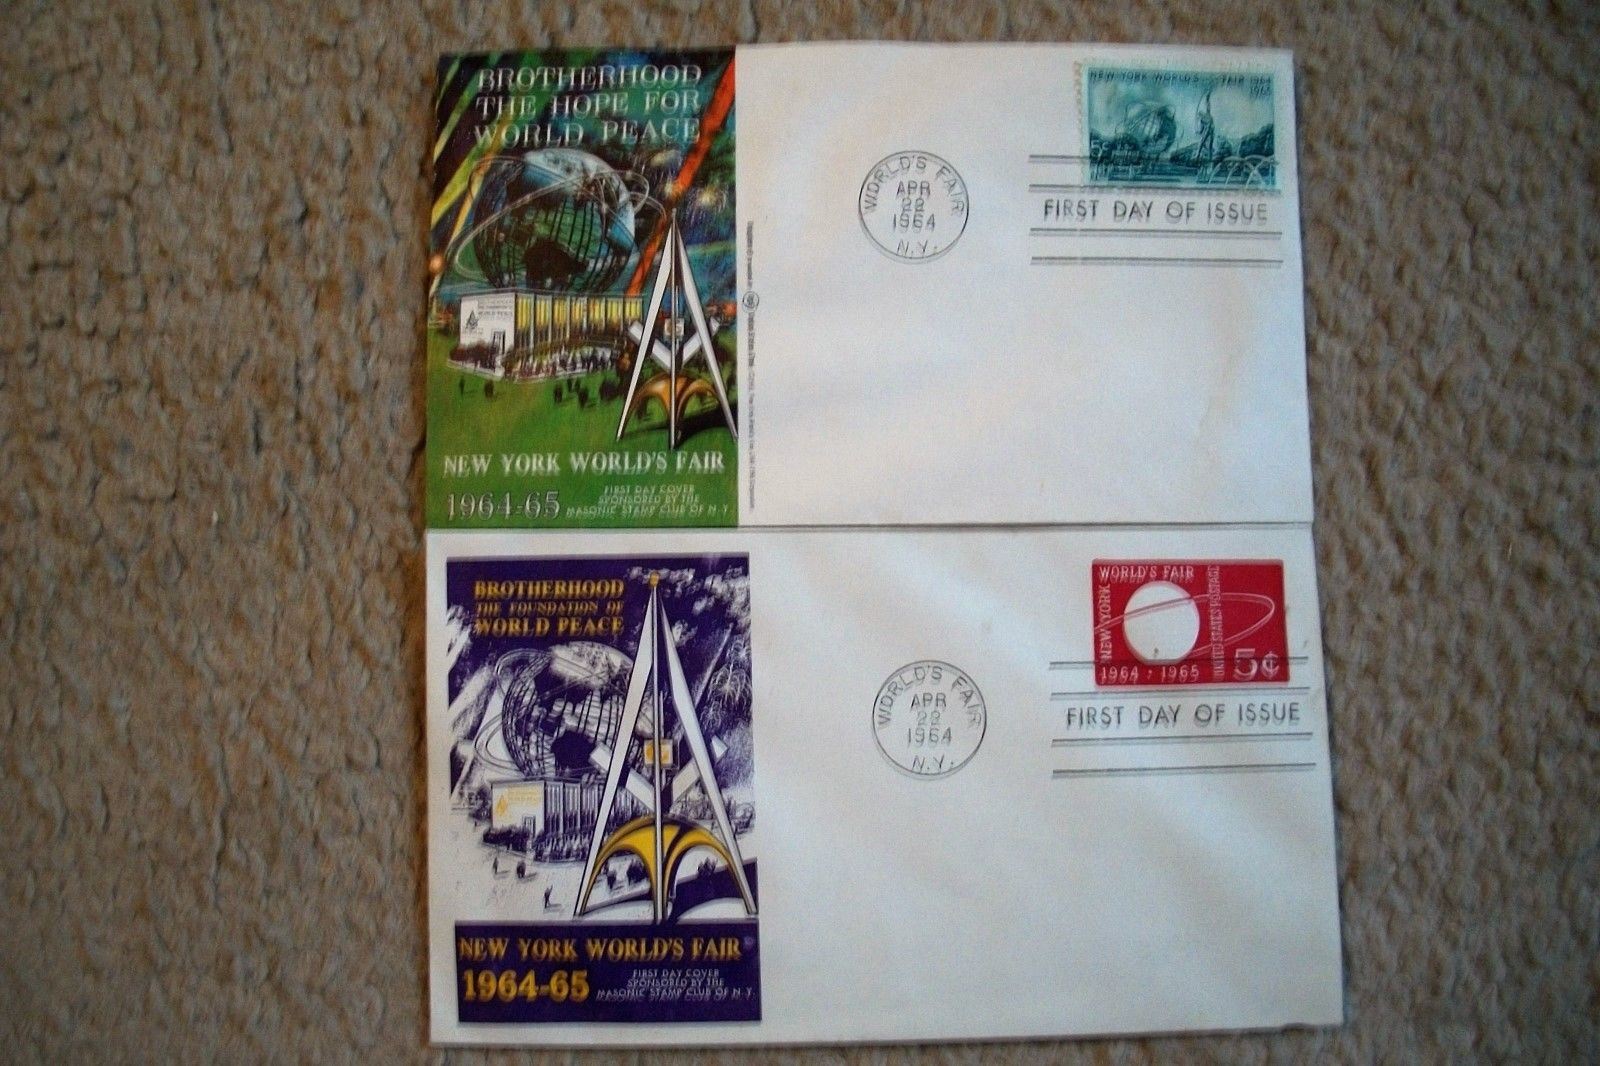 BROTHERHOOD
THE HOPE FOR
WORLD PEACE
NEW YORK WORLD'S FAIR
1964-65
FIRST DAY COVER
SPONSORED BY THE
MASONIC STAMP CLUB OF N.Y.
WORLD'S FAIR
APR
22
1964
N.Y.
NEW YORK WORLD'S FAIR 1964
1965
5¢
FIRST DAY OF ISSUE
BROTHERHOOD
THE FOUNDATION OF
WORLD PEACE
NEW YORK WORLD'S FAIR
1964-65
FIRST DAY COVER
SPONSORED BY THE
MASONIC STAMP CLUB OF N.Y.
WORLD'S FAIR
APR
22
1964
N.Y.
WORLD'S FAIR
NEW YORK
UNITED STATES POSTAGE
1964 · 1965
5¢
FIRST DAY OF ISSUE